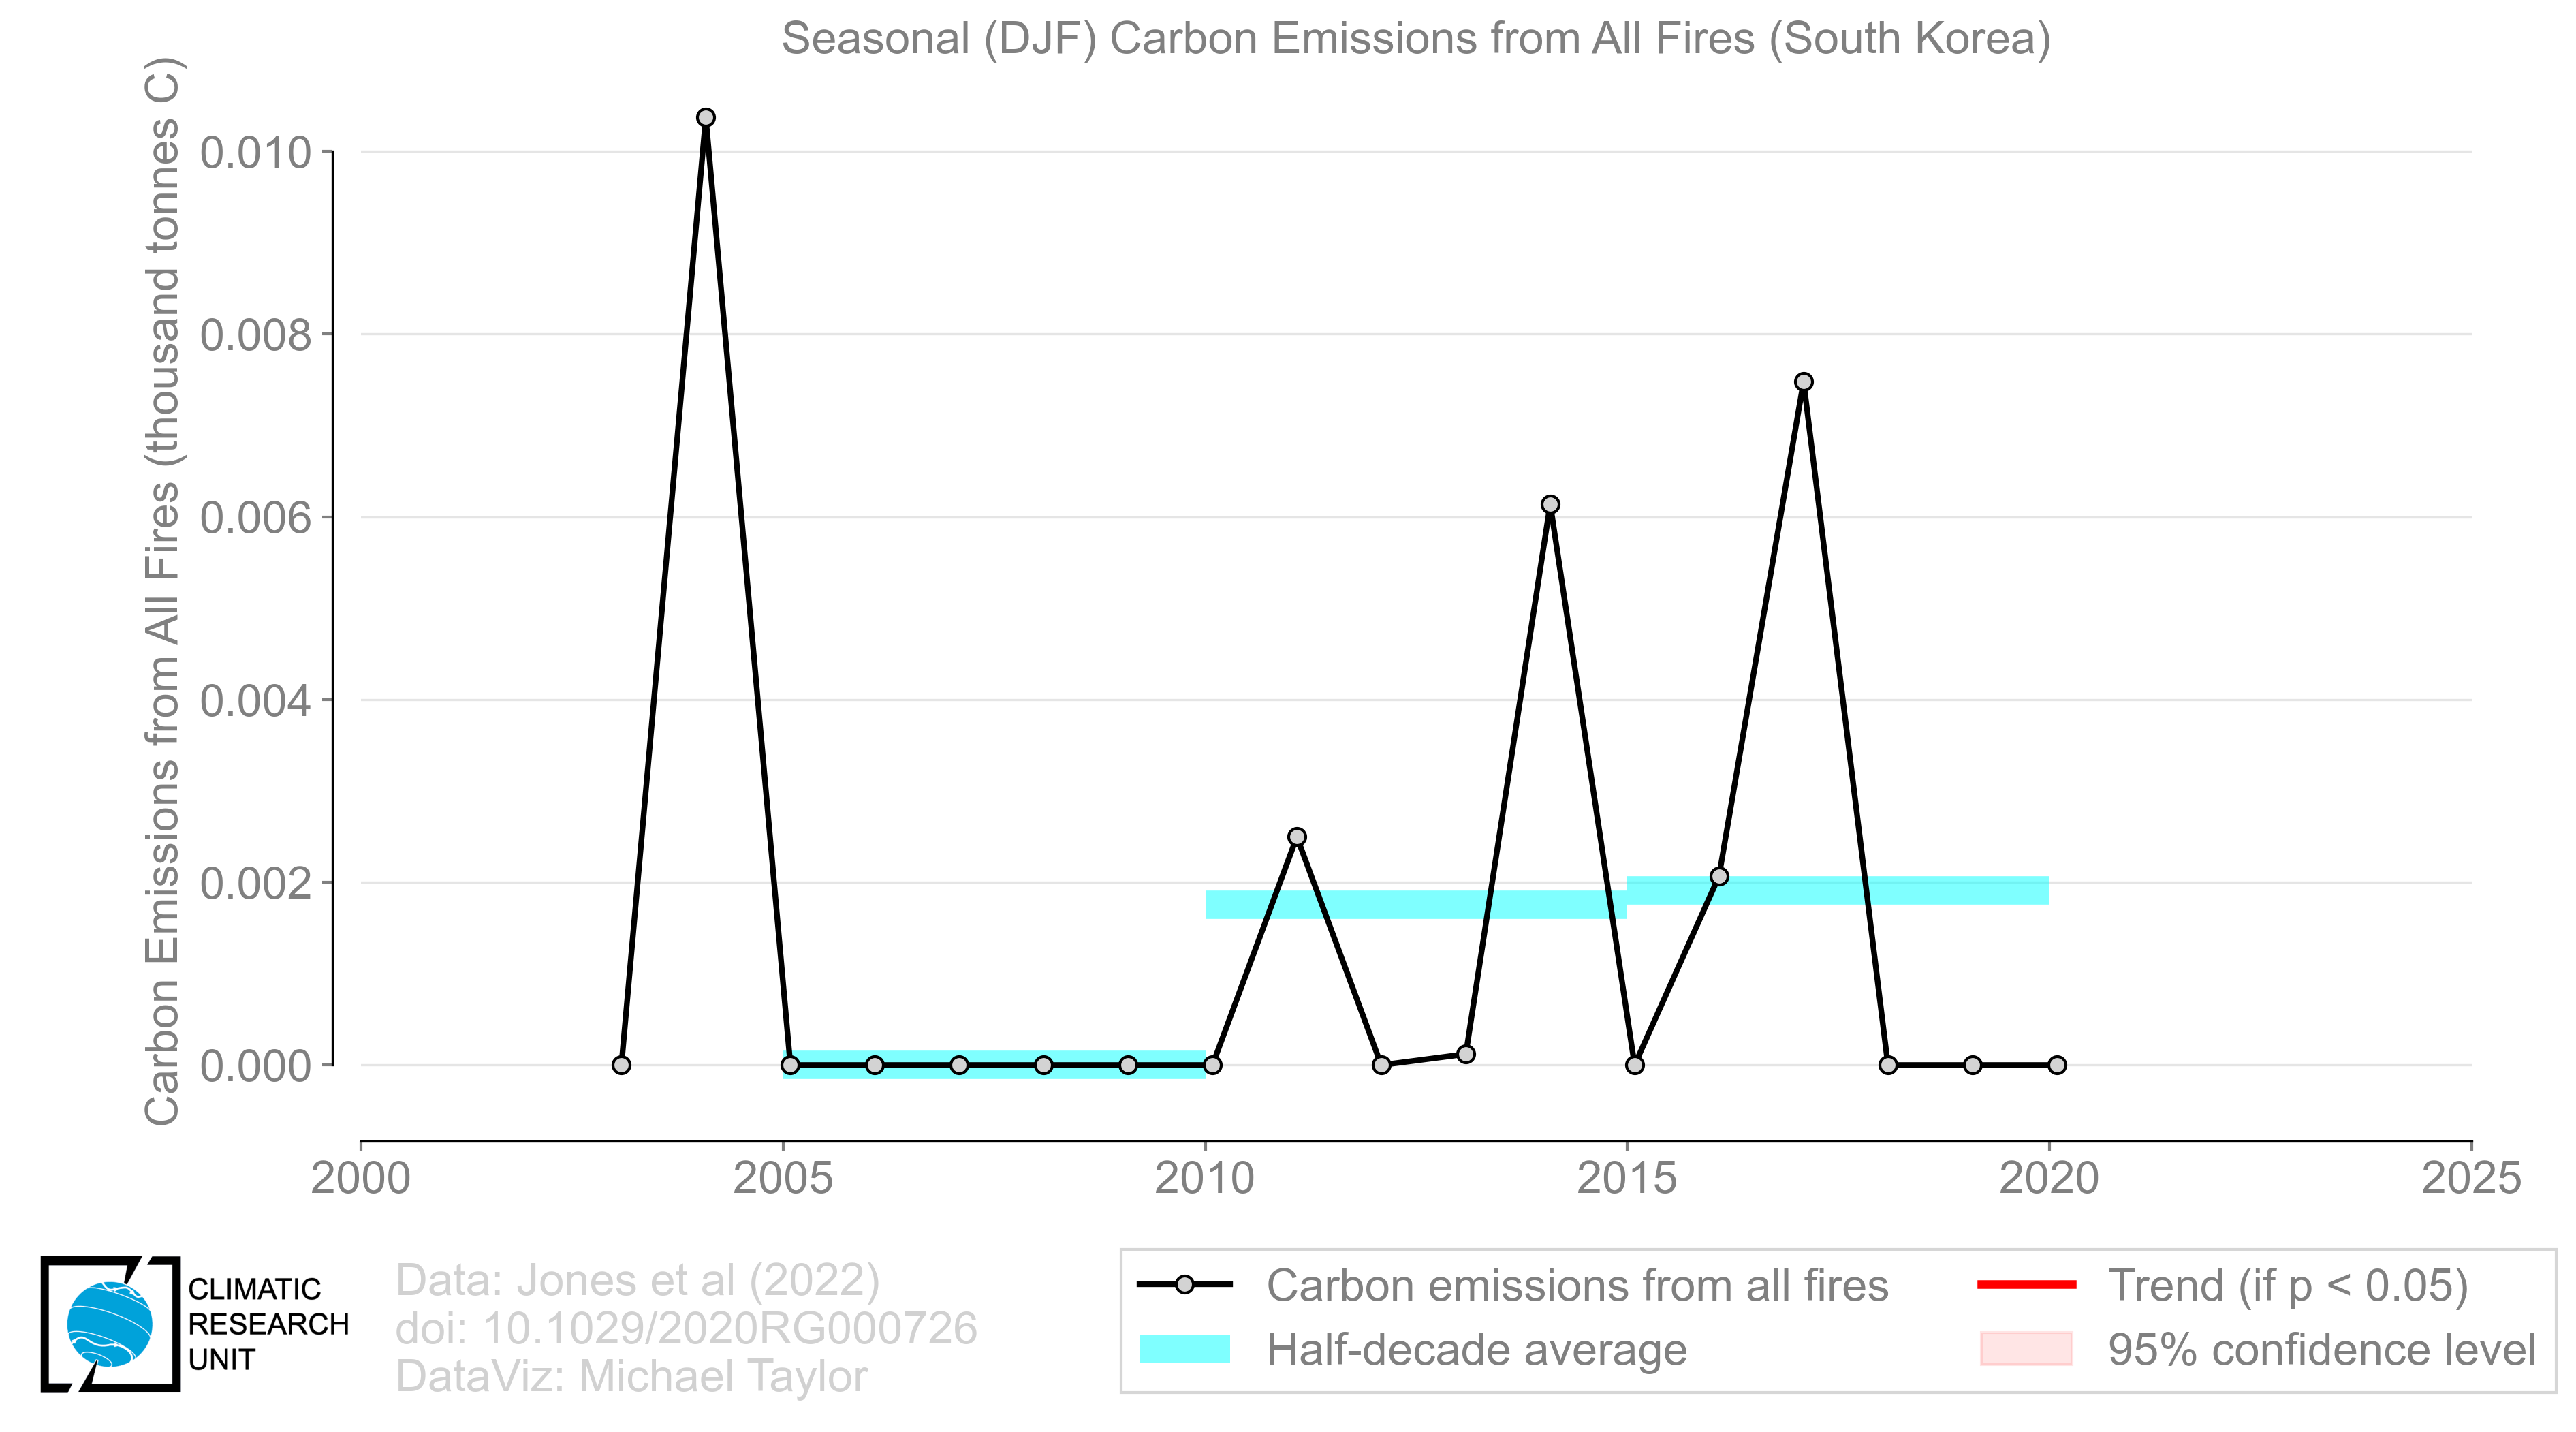 Seasonal (DJF) Carbon Emissions from All Fires (South Korea)
Carbon Emissions from All Fires (thousand tonnes C)
0.010
0.008
0.006
0.004
0.002
0.000
2000 2005 2010 2015 2020 2025
CLIMATIC
RESEARCH
UNIT
Data: Jones et al (2022)
doi: 10.1029/2020RG000726
DataViz: Michael Taylor
Carbon emissions from all fires
Half-decade average
Trend (if p < 0.05)
95% confidence level